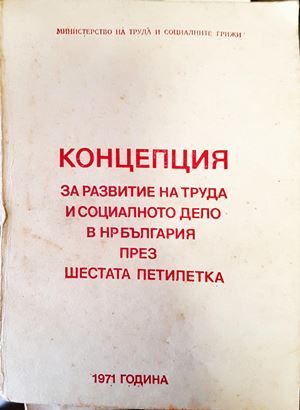 МИНИСТЕРСТВО НА ТРУДА И СОЦИАЛНИТЕ ГРИЖИ
КОНЦЕПЦИЯ
ЗА РАЗВИТИЕ НА ТРУДА
И СОЦИАЛНОТО ДЕЛО
В НР БЪЛГАРИЯ
ПРЕЗ
ШЕСТАТА ПЕТИЛЕТКА
1971 ГОДИНА